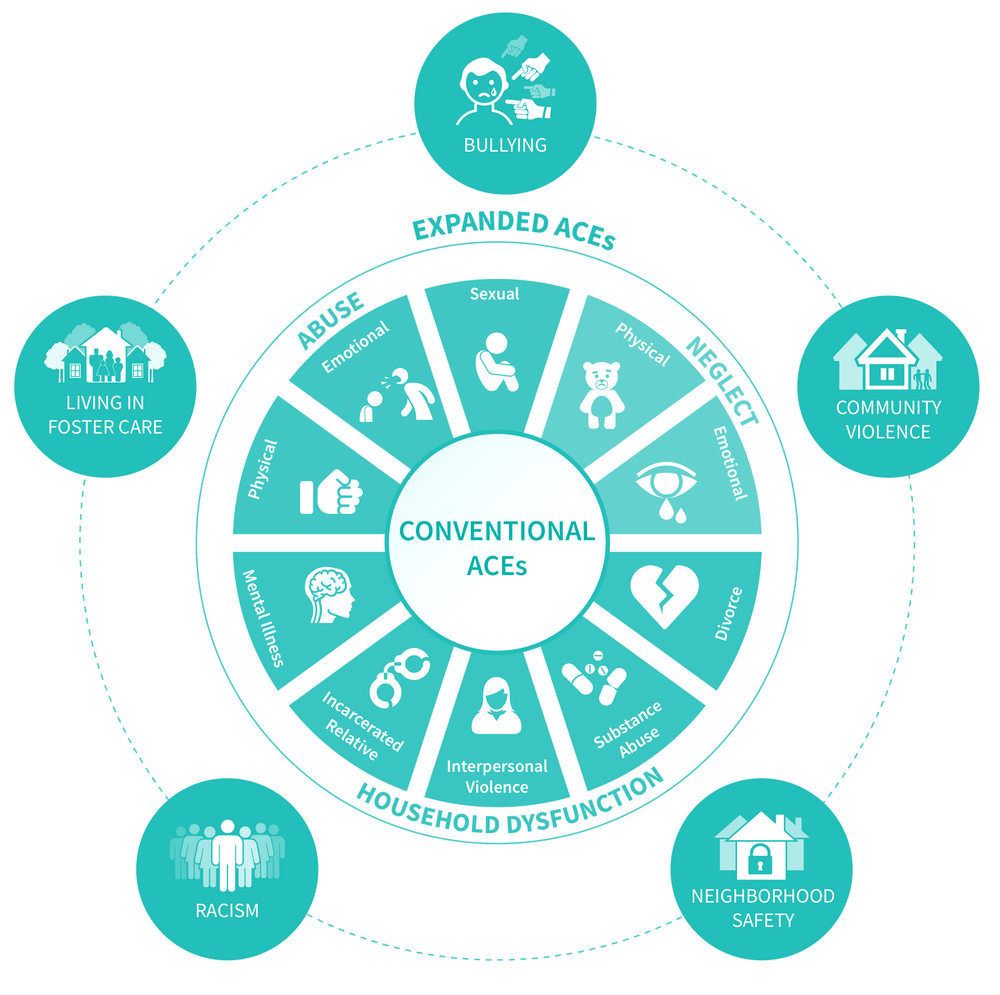 BULLYING
EXPANDED ACEs
LIVING IN
FOSTER CARE
COMMUNITY
VIOLENCE
ABUSE
Physical
Emotional
Sexual
NEGLECT
Physical
Emotional
CONVENTIONAL
ACEs
Mental Illness
Incarcerated
Relative
Interpersonal
Violence
Substance
Abuse
Divorce
HOUSEHOLD DYSFUNCTION
RACISM
NEIGHBORHOOD
SAFETY